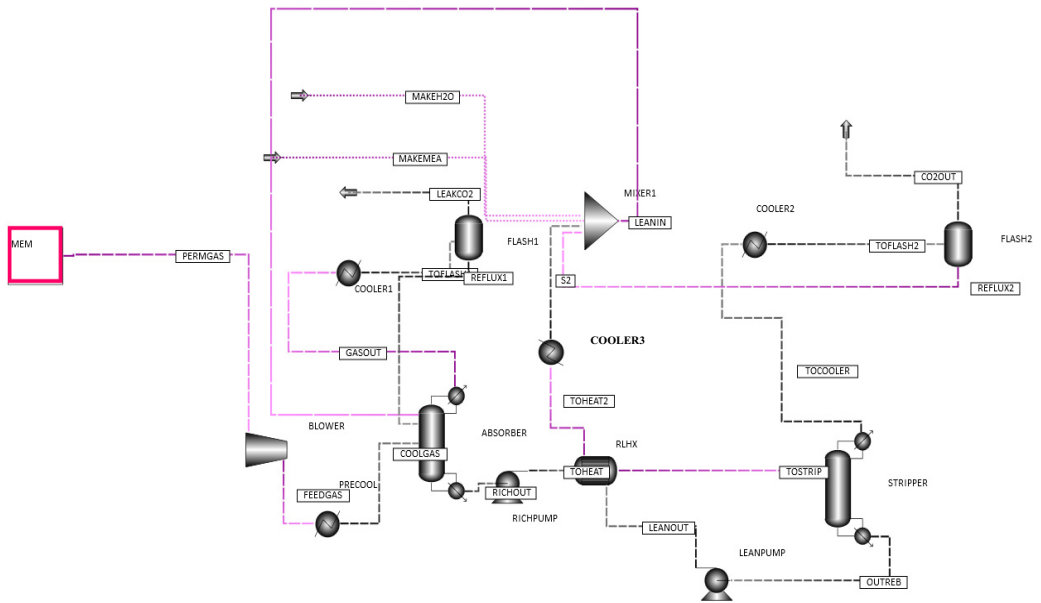 MAKEH2O
MAKEMEA
LEAKCO2
MIXER1
CO2OUT
LEANIN
COOLER2
MEM
FLASH1
TOFLASH2
FLASH2
PERMGAS
TOFLASH
REFLUX1
S2
REFLUX2
COOLER1
COOLER3
GASOUT
TOCOOLER
TOHEAT2
BLOWER
ABSORBER
RLHX
COOLGAS
TOHEAT
TOSTRIP
STRIPPER
PRECOOL
FEEDGAS
RICHOUT
RICHPUMP
LEANOUT
LEANPUMP
OUTREB